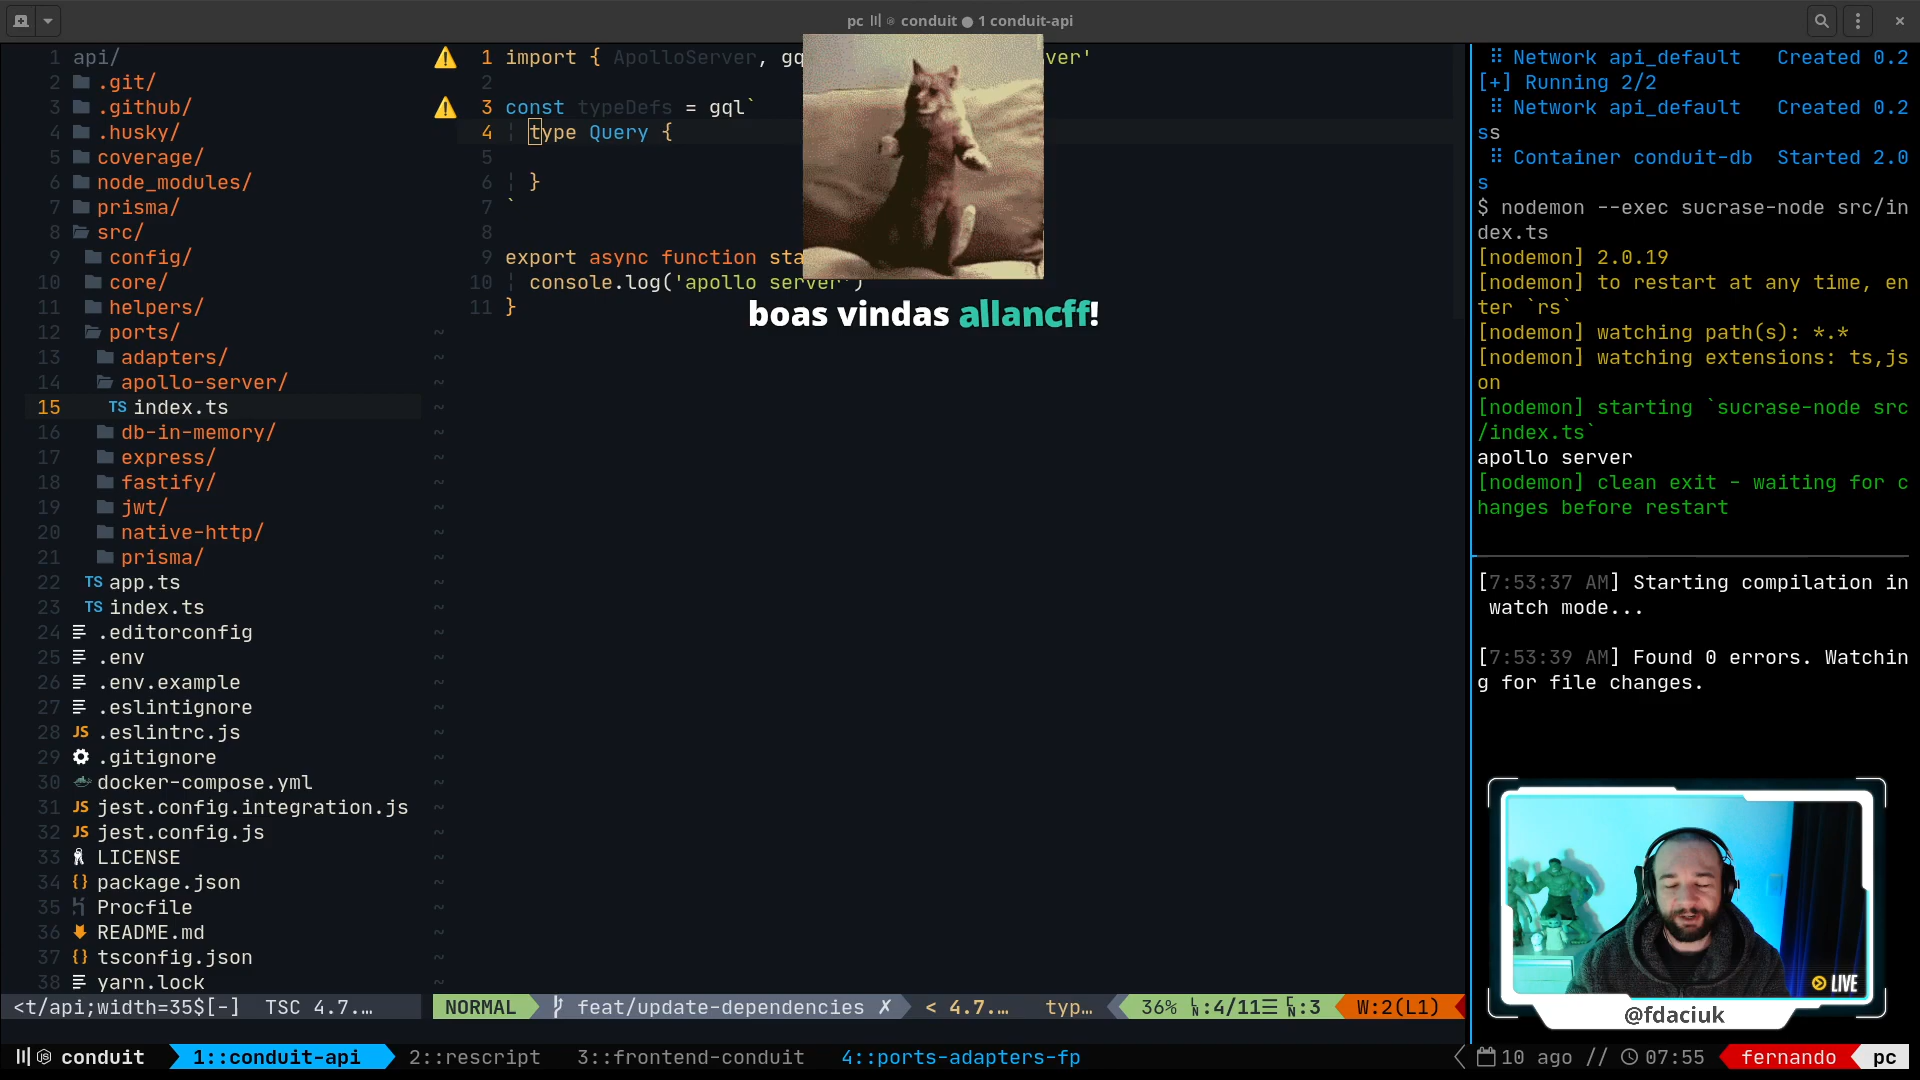 pc conduit ● 1 conduit-api
1 api/
2 .git/
3 .github/
4 .husky/
5 coverage/
6 node_modules/
7 prisma/
8 src/
9 config/
10 core/
11 helpers/
12 ports/
13 adapters/
14 apollo-server/
15 TS index.ts
16 db-in-memory/
17 express/
18 fastify/
19 jwt/
20 native-http/
21 prisma/
22 TS app.ts
23 TS index.ts
24 .editorconfig
25 .env
26 .env.example
27 .eslintignore
28 JS .eslintrc.js
29 .gitignore
30 docker-compose.yml
31 JS jest.config.integration.js
32 JS jest.config.js
33 LICENSE
34 {} package.json
35 Procfile
36 README.md
37 {} tsconfig.json
38 yarn.lock
<t/api;width=35$[-] TSC 4.7…
1 import { ApolloServer, gq ver'
2
3 const typeDefs = gql`
4 type Query {
5
6 }
7 `
8
9 export async function sta
10 console.log('apollo server')
11 }
boas vindas allancff!
NORMAL feat/update-dependencies ✗ < 4.7.… typ… 36% LN:4/11☰ CN:3 W:2(L1)
⠿ Network api_default Created 0.2
[+] Running 2/2
⠿ Network api_default Created 0.2
ss
⠿ Container conduit-db Started 2.0
s
$ nodemon --exec sucrase-node src/in
dex.ts
[nodemon] 2.0.19
[nodemon] to restart at any time, en
ter `rs`
[nodemon] watching path(s): *.*
[nodemon] watching extensions: ts,js
on
[nodemon] starting `sucrase-node src
/index.ts`
apollo server
[nodemon] clean exit - waiting for c
hanges before restart
[7:53:37 AM] Starting compilation in
watch mode...
[7:53:39 AM] Found 0 errors. Watchin
g for file changes.
LIVE
@fdaciuk
conduit 1::conduit-api 2::rescript 3::frontend-conduit 4::ports-adapters-fp 10 ago // 07:55 fernando pc